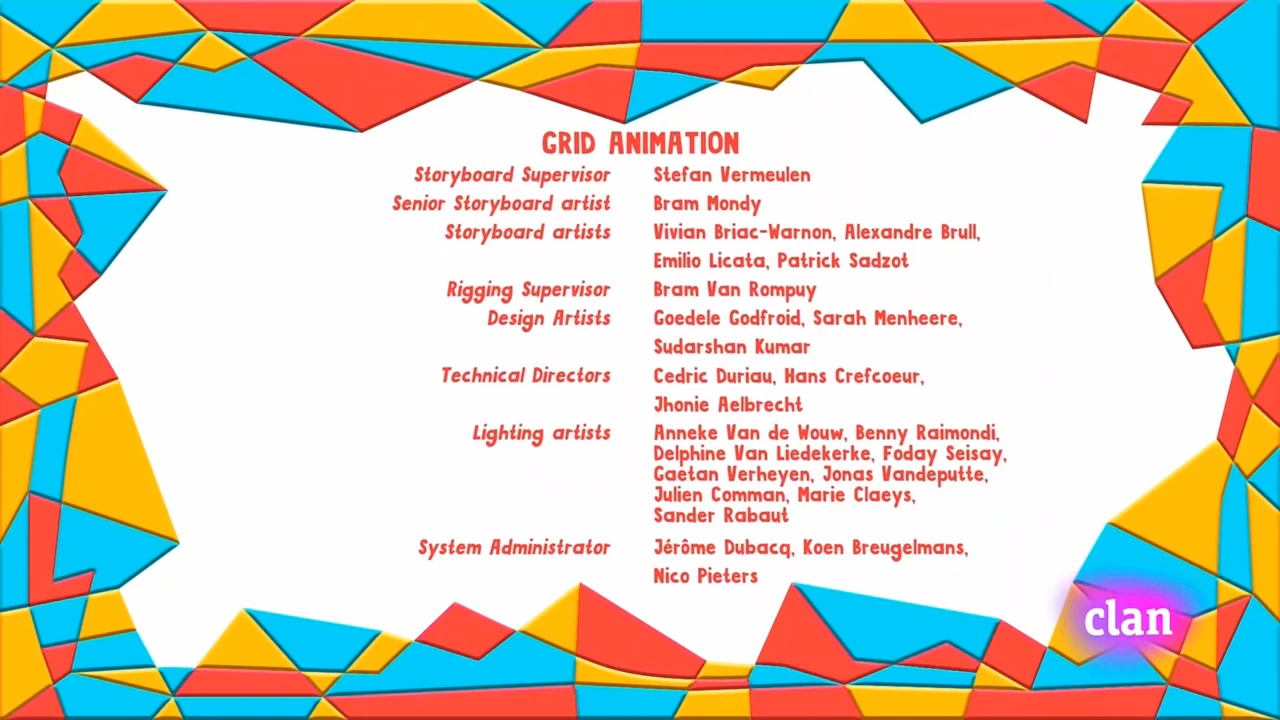 GRID ANIMATION
Storyboard Supervisor Stefan Vermeulen
Senior Storyboard artist Bram Mondy
Storyboard artists Vivian Briac-Warnon, Alexandre Brull,
Emilio Licata, Patrick Sadzot
Rigging Supervisor Bram Van Rompuy
Design Artists Goedele Godfroid, Sarah Menheere,
Sudarshan Kumar
Technical Directors Cedric Duriau, Hans Crefcoeur,
Jhonie Aelbrecht
Lighting artists Anneke Van de Wouw, Benny Raimondi,
Delphine Van Liedekerke, Foday Seisay,
Gaetan Verheyen, Jonas Vandeputte,
Julien Comman, Marie Claeys,
Sander Rabaut
System Administrator Jérôme Dubacq, Koen Breugelmans,
Nico Pieters
clan